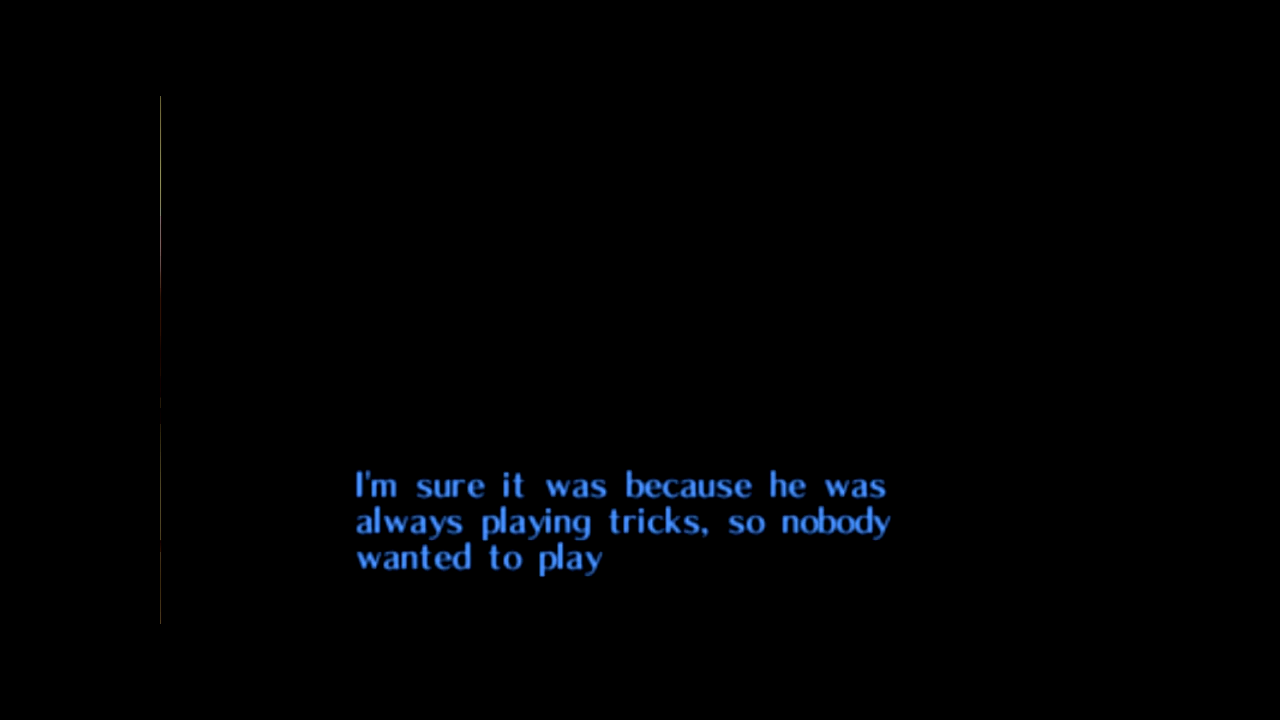 I'm sure it was because he was
always playing tricks, so nobody
wanted to play